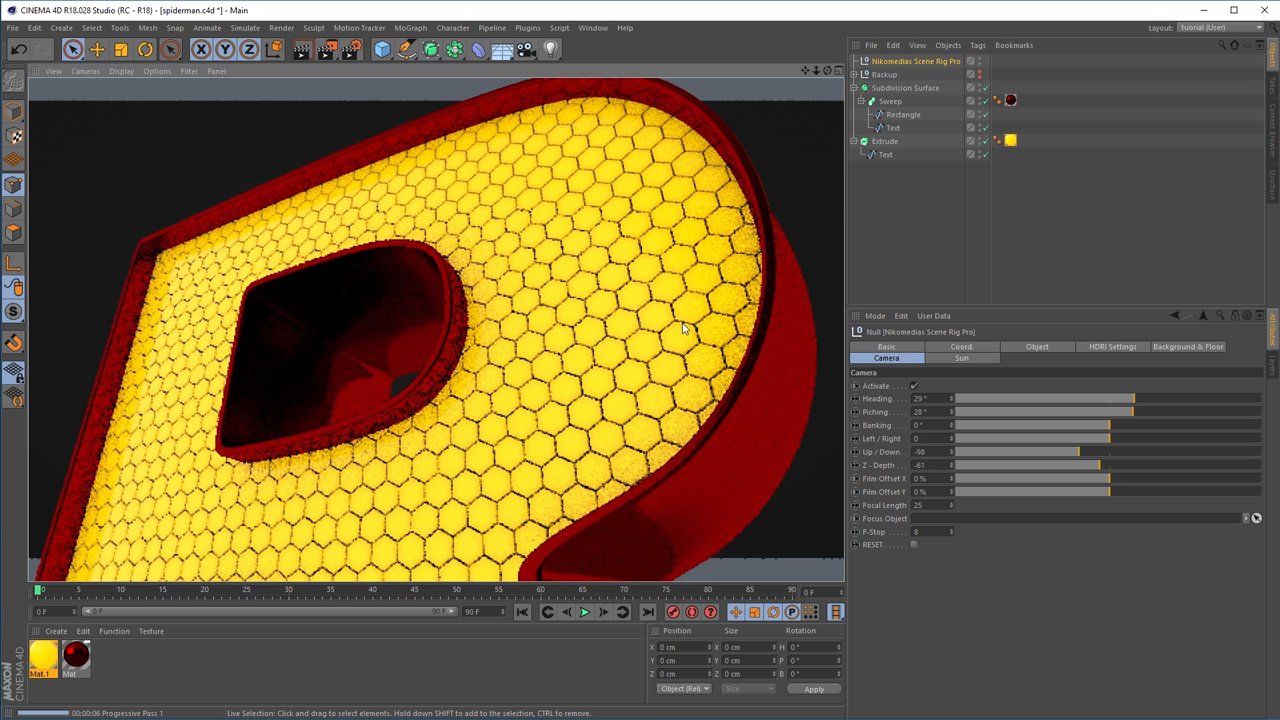 CINEMA 4D R18.028 Studio (RC - R18) - [spiderman.c4d *] - Main
File Edit Create Select Tools Mesh Snap Animate Simulate Render Sculpt Motion Tracker MoGraph Character Pipeline Plugins Script Window Help
Layout: tuorial (User)
View Cameras Display Options Filter Panel
File Edit View Objects Tags Bookmarks
Nikomedias Scene Rig Pro
Backup
Subdivision Surface
Sweep
Rectangle
Text
Extrude
Text
Objects
Takes
Content Browser
Structure
Mode Edit User Data
Null [Nikomedias Scene Rig Pro]
Basic Coord. Object HDRI Settings Background & Floor
Camera Sun
Camera
Activate . . . .
Heading. . . . 29 °
Piching. . . . 28 °
Banking. . . . 0 °
Left / Right 0
Up / Down. . -98
Z - Depth. . . -61
Film Offset X 0 %
Film Offset Y 0 %
Focal Length 25
Focus Object
F-Stop . . . . 8
RESET . . . . .
Attributes
Layers
0 5 10 15 20 25 30 35 40 45 50 55 60 65 70 75 80 85 90 0 F
0 F 0 F 90 F 90 F
Create Edit Function Texture
Mat.1 Mat
Position Size Rotation
X 0 cm X 0 cm H 0 °
Y 0 cm Y 0 cm P 0 °
Z 0 cm Z 0 cm B 0 °
Object (Rel) Size Apply
MAXON
CINEMA 4D
00:00:06 Progressive Pass 1 Live Selection: Click and drag to select elements. Hold down SHIFT to add to the selection, CTRL to remove.